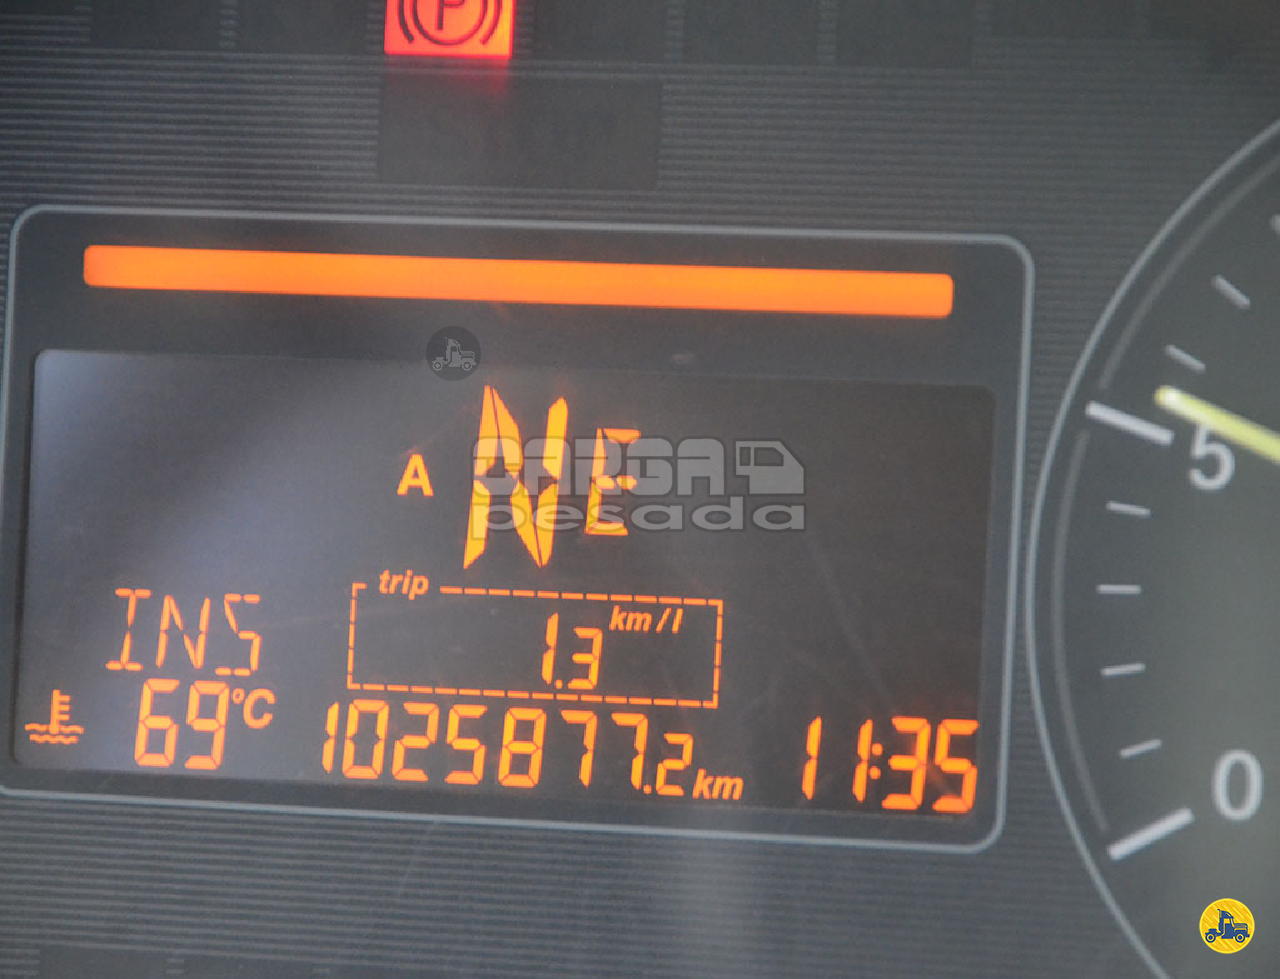 P
A NE
CARGA
pesada
trip
INS
1.3 km/l
69°C
1025877.2 km
11:35
5
0